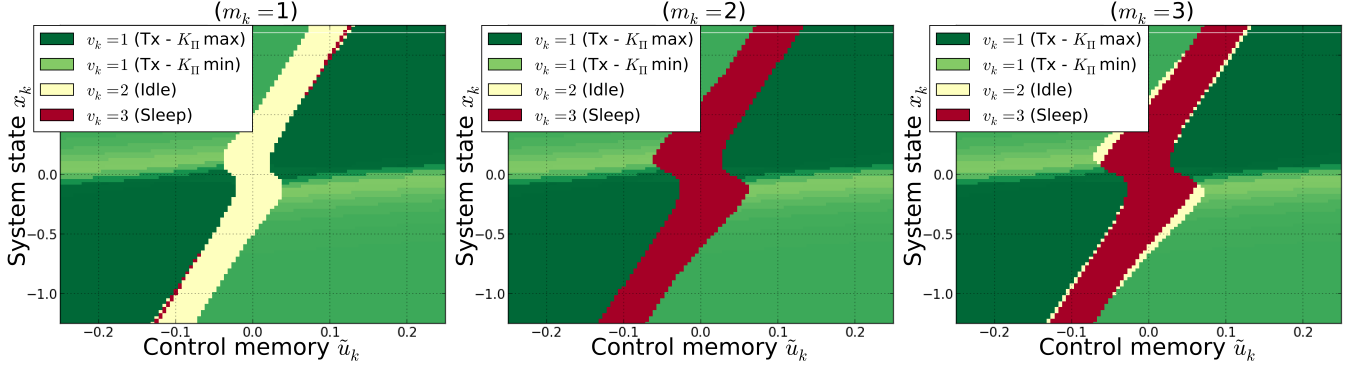 (m_k =1)
v_k =1 (Tx - K_Π max)
v_k =1 (Tx - K_Π min)
v_k =2 (Idle)
v_k =3 (Sleep)
System state x_k
0.0
−0.5
−1.0
−0.2
−0.1
0.0
0.1
0.2
Control memory ũ_k
(m_k =2)
v_k =1 (Tx - K_Π max)
v_k =1 (Tx - K_Π min)
v_k =2 (Idle)
v_k =3 (Sleep)
System state x_k
0.0
−0.5
−1.0
−0.2
−0.1
0.0
0.1
0.2
Control memory ũ_k
(m_k =3)
v_k =1 (Tx - K_Π max)
v_k =1 (Tx - K_Π min)
v_k =2 (Idle)
v_k =3 (Sleep)
System state x_k
0.0
−0.5
−1.0
−0.2
−0.1
0.0
0.1
0.2
Control memory ũ_k